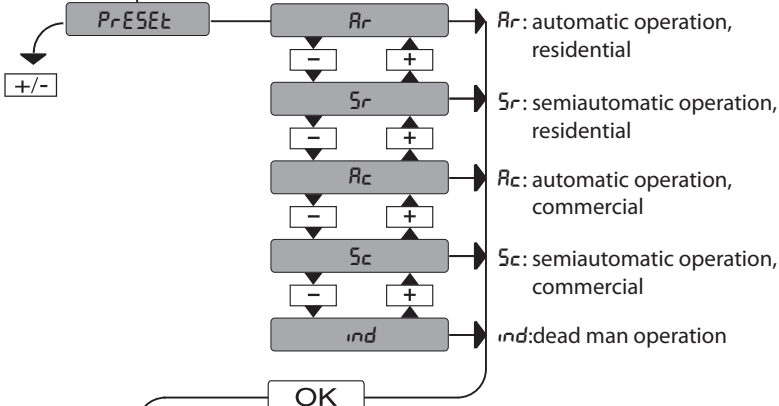 PrESEt
Ar
Ar: automatic operation,
residential
+/-
-
+
Sr
Sr: semiautomatic operation,
residential
-
+
Ac
Ac: automatic operation,
commercial
-
+
Sc
Sc: semiautomatic operation,
commercial
-
+
ind
ind:dead man operation
OK